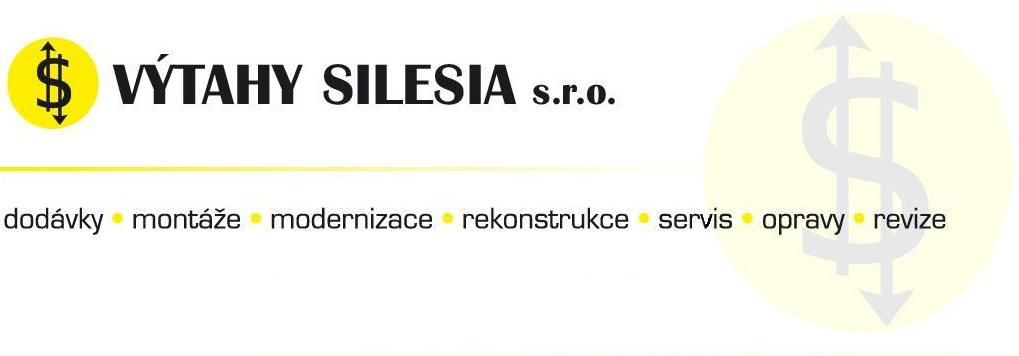 VÝTAHY SILESIA s.r.o.
dodávky • montáže • modernizace • rekonstrukce • servis • opravy • revize